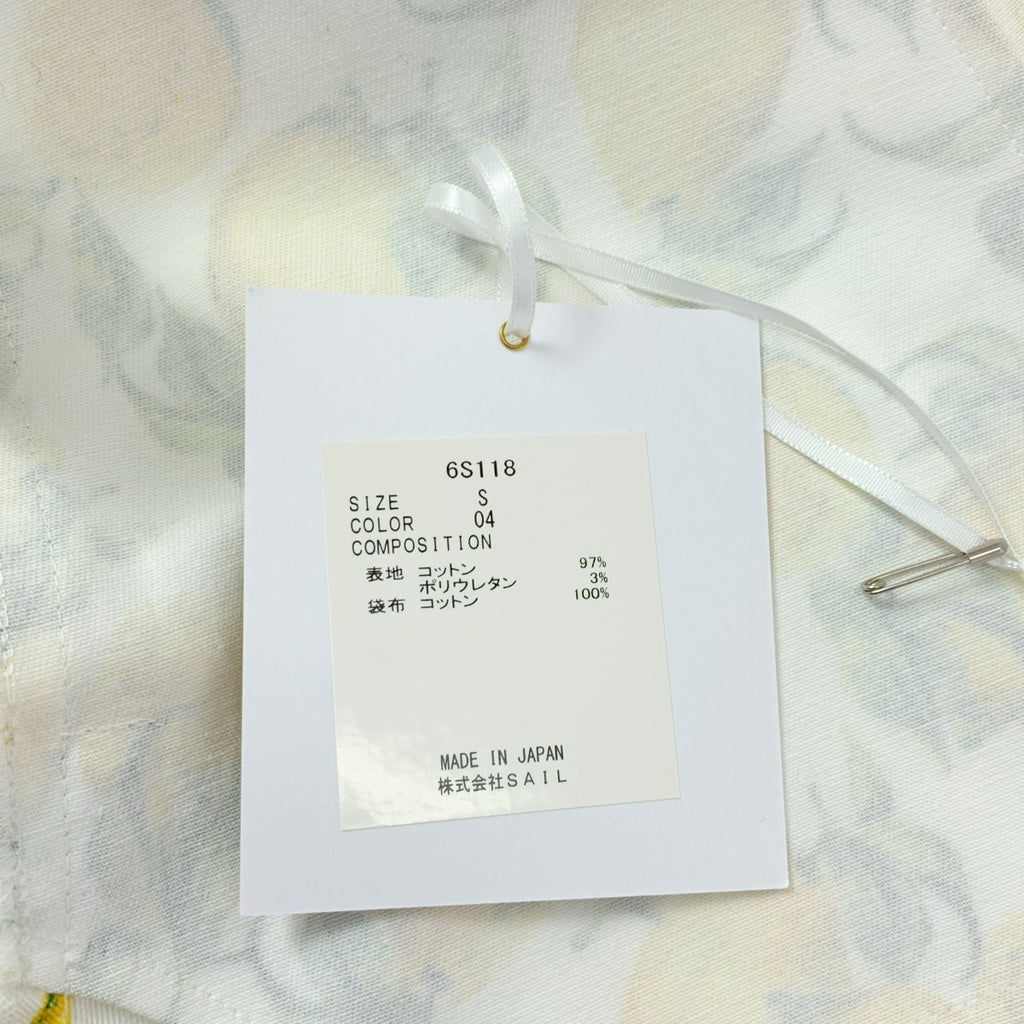 6S118
SIZE S
COLOR 04
COMPOSITION
表地 コットン 97%
ポリウレタン 3%
袋布 コットン 100%
MADE IN JAPAN
株式会社SAIL